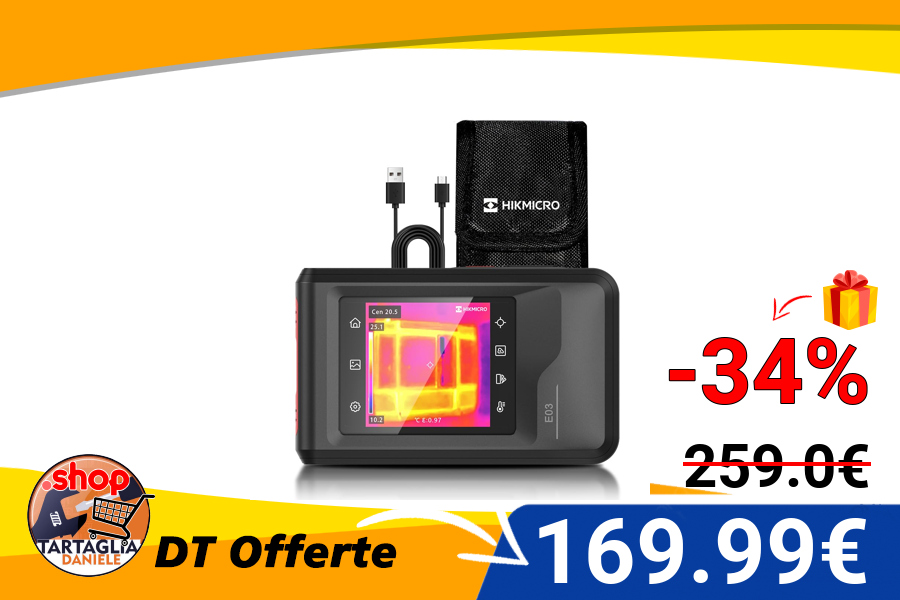 HIKMICRO
Cen 20.5
HIKMICRO
25.1
10.2
°C E:0.97
E03
-34%
259.0€
169.99€
.shop
TARTAGLIA
DANIELE
DT Offerte